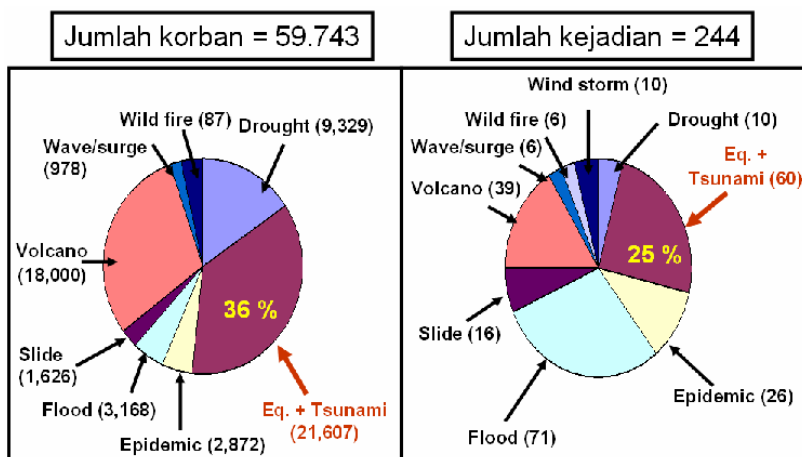 Jumlah korban = 59.743
Wild fire (87)
Drought (9,329)
Wave/surge
(978)
Volcano
(18,000)
36 %
Slide
(1,626)
Flood (3,168)
Epidemic (2,872)
Eq. + Tsunami
(21,607)
Jumlah kejadian = 244
Wind storm (10)
Wild fire (6)
Drought (10)
Wave/surge (6)
Eq. +
Tsunami (60)
Volcano (39)
25 %
Slide (16)
Epidemic (26)
Flood (71)